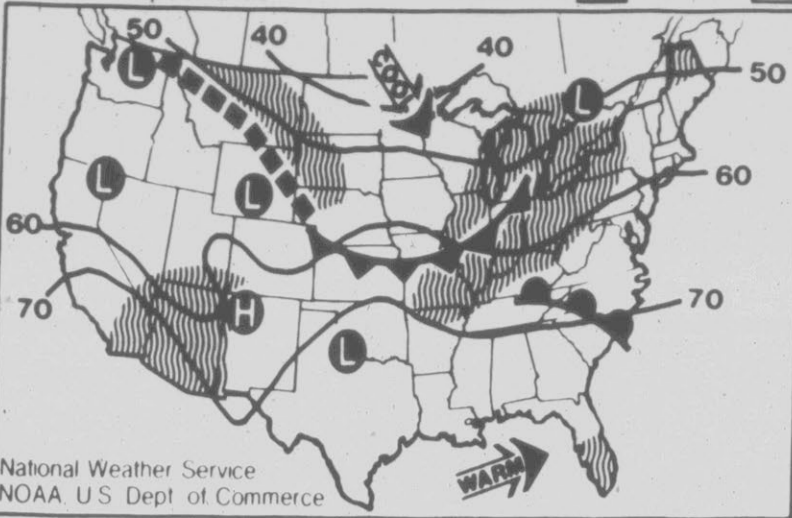 50
40
COOL
40
50
L
L
L
L
60
60
H
70
70
L
WARM
National Weather Service
NOAA, U.S. Dept. of Commerce